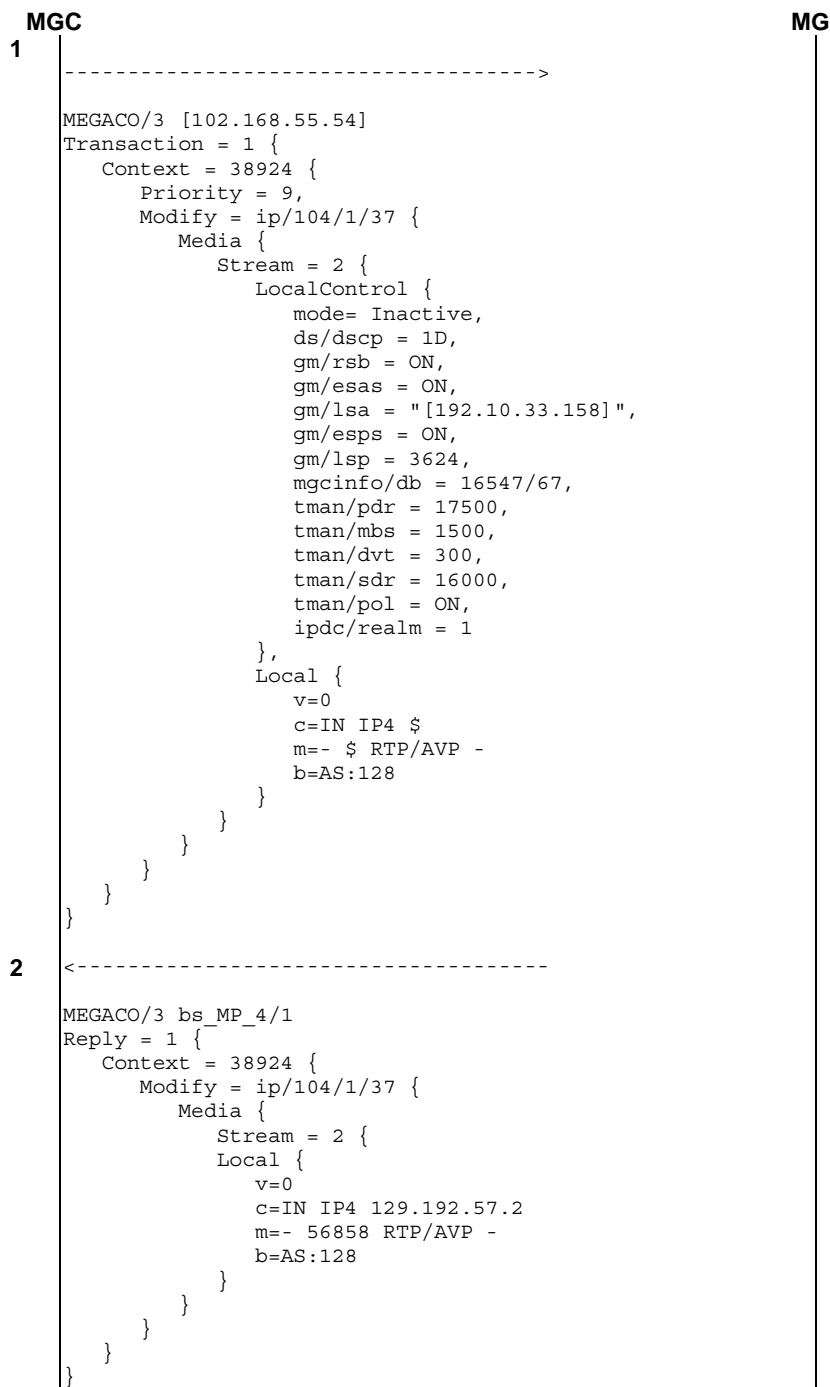 MGC MG
1
------------------------------------->
MEGACO/3 [102.168.55.54]
Transaction = 1 {
   Context = 38924 {
      Priority = 9,
      Modify = ip/104/1/37 {
         Media {
            Stream = 2 {
               LocalControl {
                  mode= Inactive,
                  ds/dscp = 1D,
                  gm/rsb = ON,
                  gm/esas = ON,
                  gm/lsa = "[192.10.33.158]",
                  gm/esps = ON,
                  gm/lsp = 3624,
                  mgcinfo/db = 16547/67,
                  tman/pdr = 17500,
                  tman/mbs = 1500,
                  tman/dvt = 300,
                  tman/sdr = 16000,
                  tman/pol = ON,
                  ipdc/realm = 1
               },
               Local {
                  v=0
                  c=IN IP4 $
                  m=- $ RTP/AVP -
                  b=AS:128
               }
            }
         }
      }
   }
}
2 <-------------------------------------
MEGACO/3 bs_MP_4/1
Reply = 1 {
   Context = 38924 {
      Modify = ip/104/1/37 {
         Media {
            Stream = 2 {
            Local {
               v=0
               c=IN IP4 129.192.57.2
               m=- 56858 RTP/AVP -
               b=AS:128
            }
         }
      }
   }
}